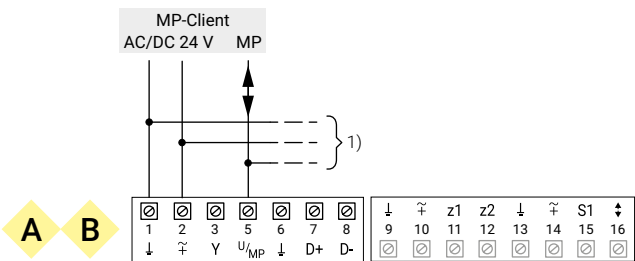 MP-Client
AC/DC 24 V MP
1)
A B
1 2 3 5 6 7 8
⏚ ≂ Y U/MP ⏚ D+ D-
⏚ ≂ z1 z2 ⏚ ≂ S1 ↕
9 10 11 12 13 14 15 16